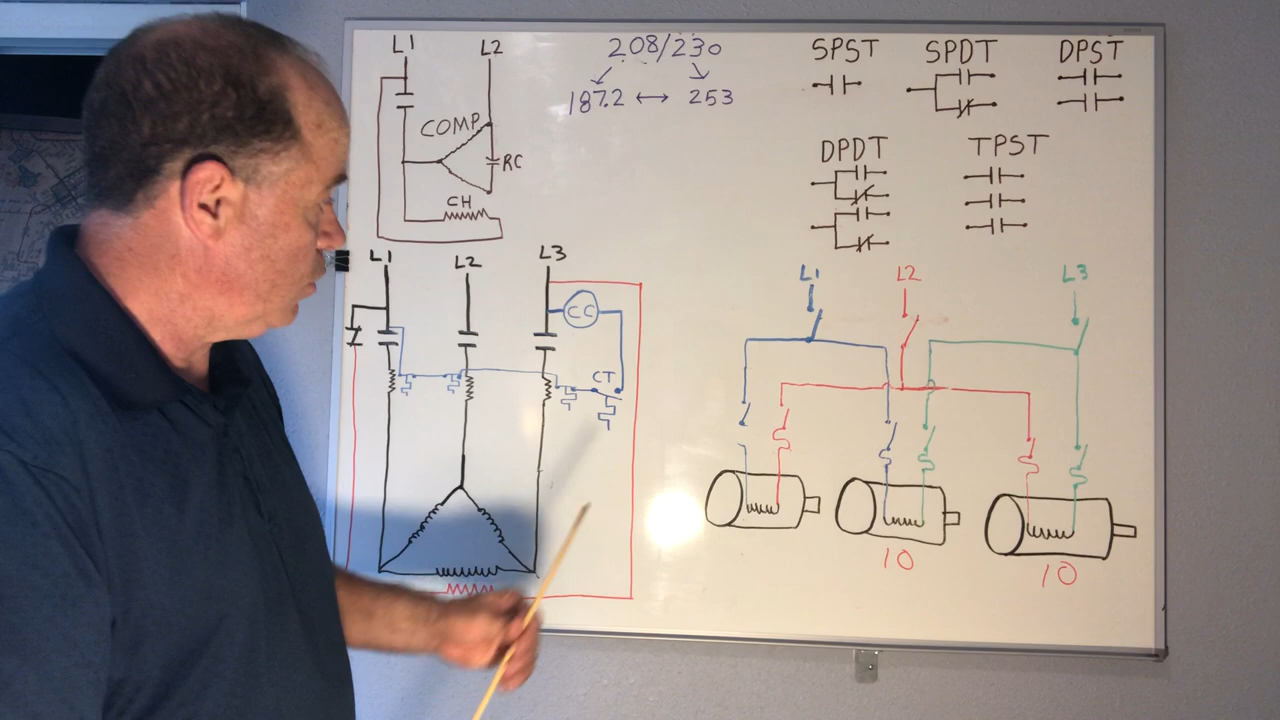 L1 L2
COMP
RC
CH
208/230
187.2 ↔ 253
SPST SPDT DPST
DPDT TPST
L1 L2 L3
CC
CT
L1 L2 L3
10 10